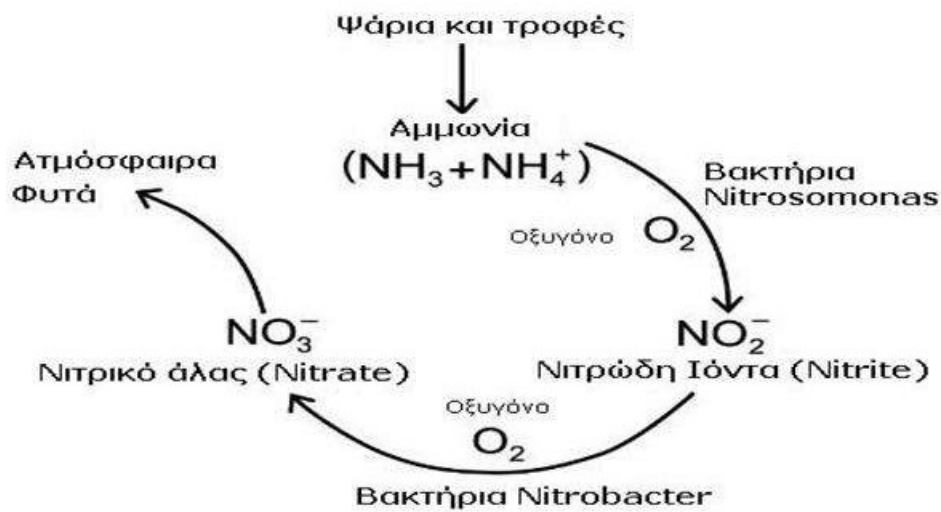 Ψάρια και τροφές
Αμμωνία
(NH₃+NH₄⁺)
Βακτήρια
Nitrosomonas
Οξυγόνο O₂
NO₂⁻
Νιτρώδη Ιόντα (Nitrite)
Οξυγόνο
O₂
Βακτήρια Nitrobacter
NO₃⁻
Νιτρικό άλας (Nitrate)
Ατμόσφαιρα
Φυτά